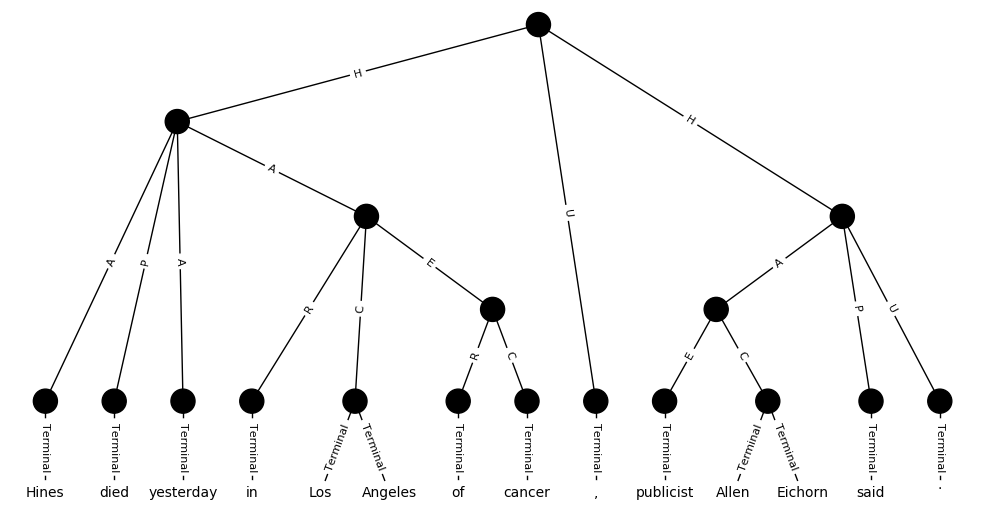 H
H
A
U
A
P
A
E
A
R
C
P
U
R
C
E
C
Terminal Terminal Terminal Terminal Terminal Terminal Terminal Terminal Terminal Terminal Terminal Terminal Terminal Terminal
Hines died yesterday in Los Angeles of cancer , publicist Allen Eichorn said .